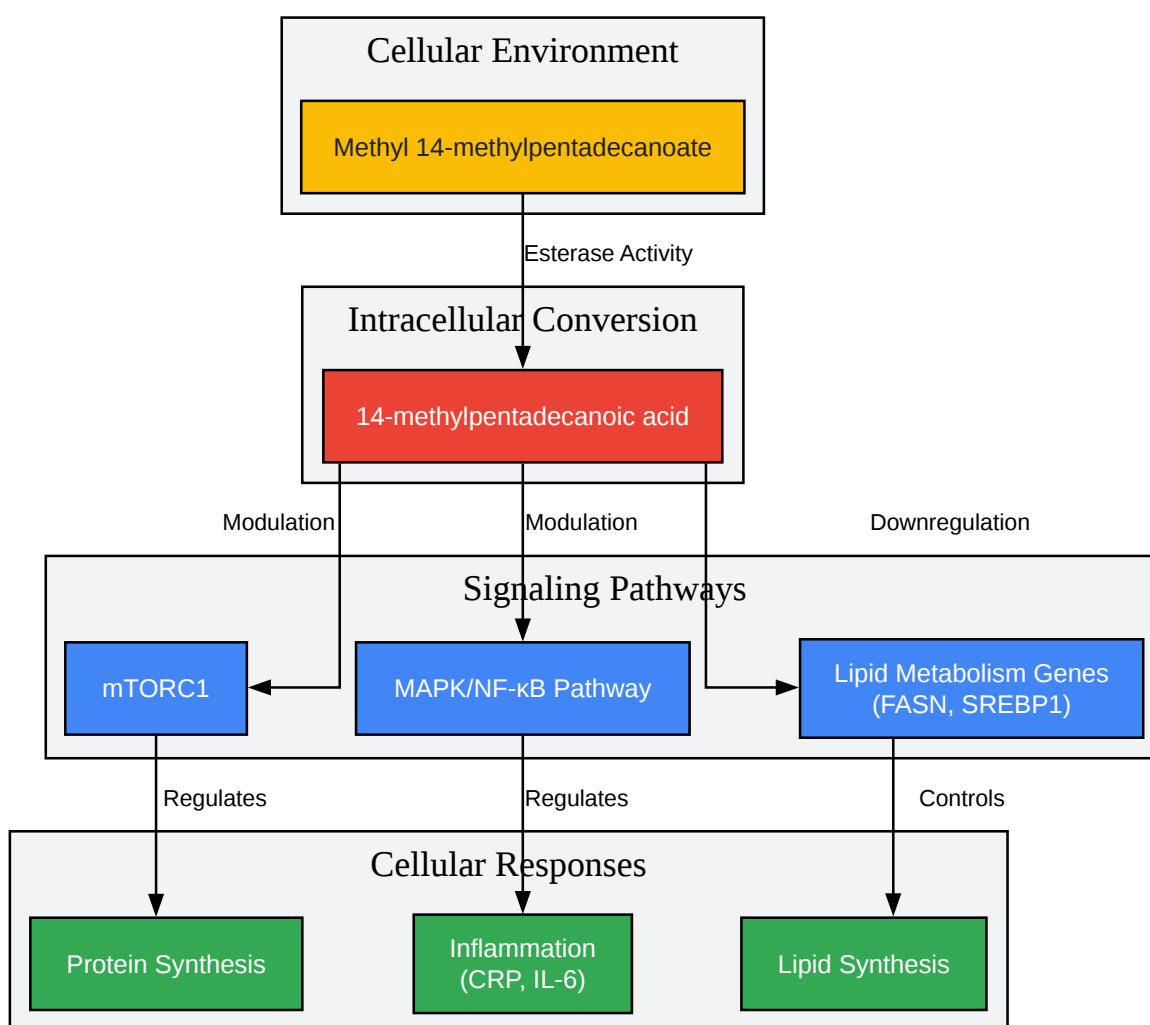 Cellular Environment
Methyl 14-methylpentadecanoate
Esterase Activity
Intracellular Conversion
14-methylpentadecanoic acid
Modulation
Modulation
Downregulation
Signaling Pathways
mTORC1
MAPK/NF-κB Pathway
Lipid Metabolism Genes
(FASN, SREBP1)
Regulates
Regulates
Controls
Cellular Responses
Protein Synthesis
Inflammation
(CRP, IL-6)
Lipid Synthesis